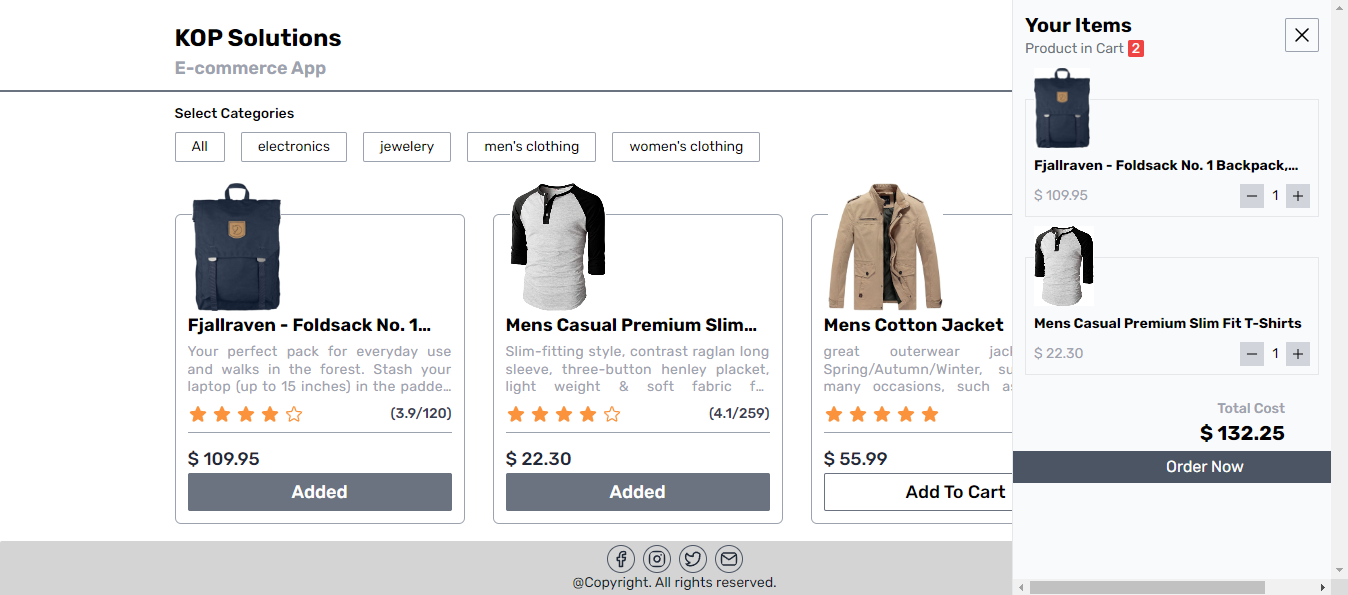 KOP Solutions
E-commerce App
Select Categories
All
electronics
jewelery
men's clothing
women's clothing
Fjallraven - Foldsack No. 1...
Your perfect pack for everyday use
and walks in the forest. Stash your
laptop (up to 15 inches) in the padde...
(3.9/120)
$ 109.95
Added
Mens Casual Premium Slim...
Slim-fitting style, contrast raglan long
sleeve, three-button henley placket,
light weight & soft fabric f...
(4.1/259)
$ 22.30
Added
Mens Cotton Jacket
great outerwear jac
Spring/Autumn/Winter, su
many occasions, such as
$ 55.99
Add To Cart
@Copyright. All rights reserved.
Your Items
Product in Cart 2
Fjallraven - Foldsack No. 1 Backpack,...
$ 109.95
− 1 +
Mens Casual Premium Slim Fit T-Shirts
$ 22.30
− 1 +
Total Cost
$ 132.25
Order Now